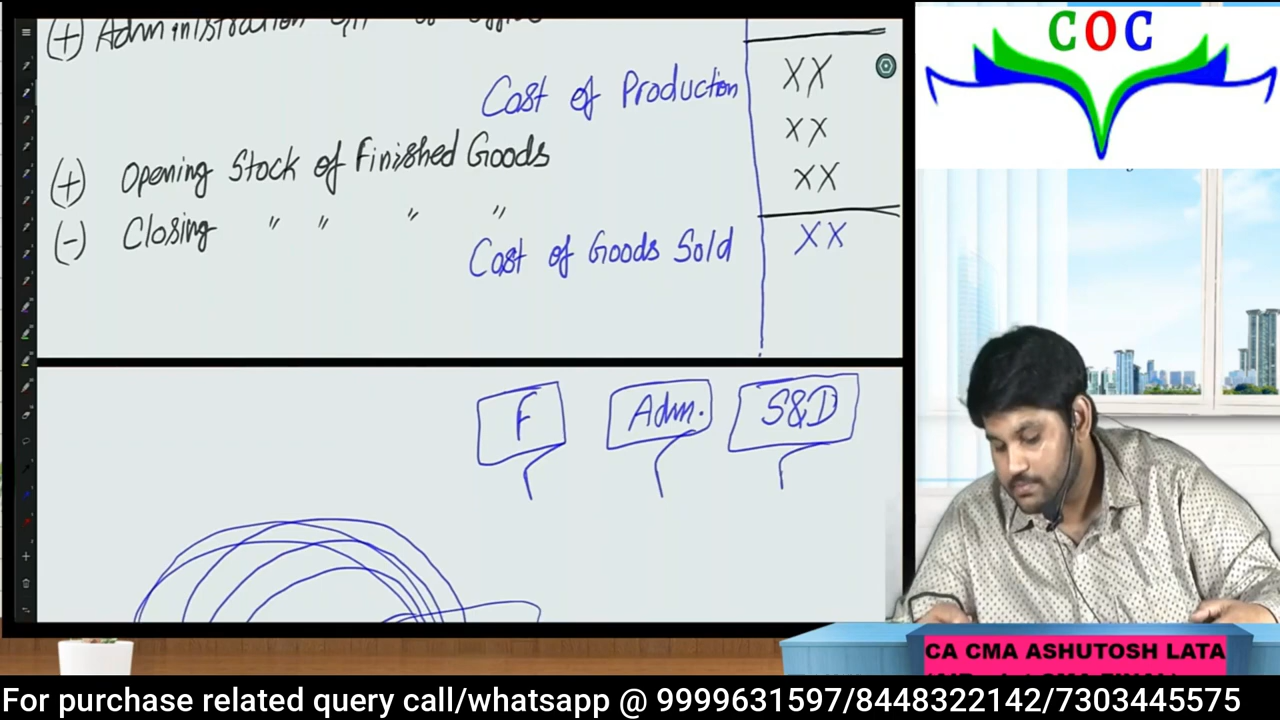 (+) Administration
Cost of Production XX
(+) Opening Stock of Finished Goods XX
(-) Closing " " " " XX
Cost of Goods Sold XX
F Adm. S&D
COC
CA CMA ASHUTOSH LATA
For purchase related query call/whatsapp @ 9999631597/8448322142/7303445575